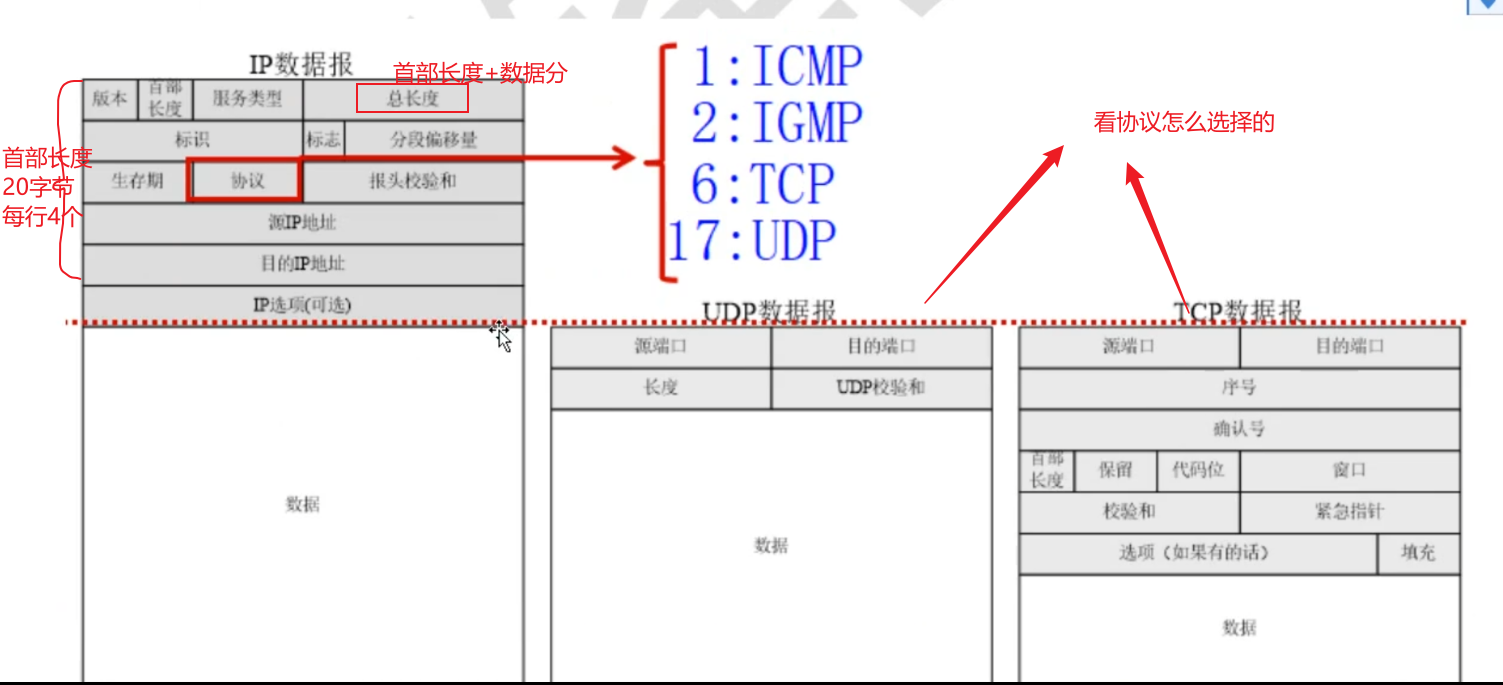 IP数据报
首部长度+数据分
版本
首部
长度
服务类型
总长度
标识
标志
分段偏移量
首部长度
20字节
每行4个
生存期
协议
报头校验和
源IP地址
目的IP地址
IP选项(可选)
数据
1:ICMP
2:IGMP
6:TCP
17:UDP
看协议怎么选择的
UDP数据报
源端口
目的端口
长度
UDP校验和
数据
TCP数据报
源端口
目的端口
序号
确认号
首部
长度
保留
代码位
窗口
校验和
紧急指针
选项（如果有的话）
填充
数据